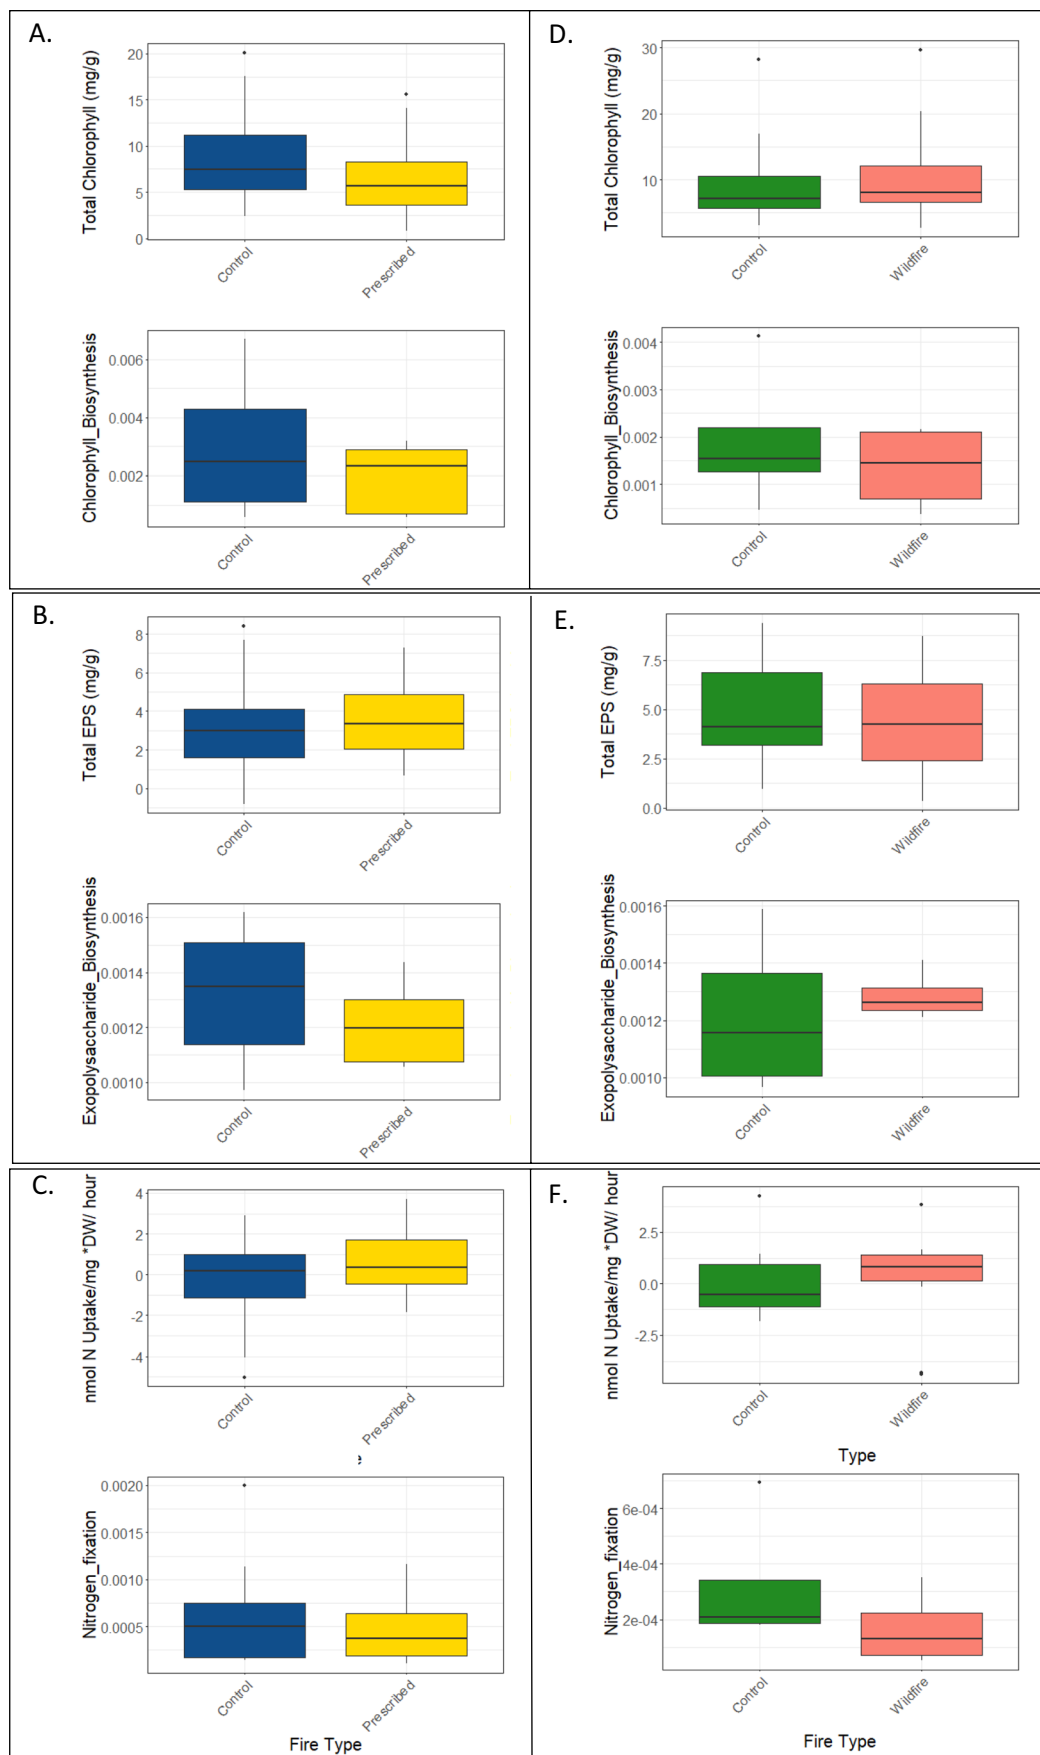 A.
Total Chlorophyll (mg/g)
20
15
10
5
0
Control
Prescribed
Chlorophyll_Biosynthesis
0.006
0.004
0.002
Control
Prescribed
D.
Total Chlorophyll (mg/g)
30
20
10
Control
Wildfire
Chlorophyll_Biosynthesis
0.004
0.003
0.002
0.001
Control
Wildfire
B.
Total EPS (mg/g)
8
6
4
2
0
Control
Prescribed
Exopolysaccharide_Biosynthesis
0.0016
0.0014
0.0012
0.0010
Control
Prescribed
E.
Total EPS (mg/g)
7.5
5.0
2.5
0.0
Control
Wildfire
Exopolysaccharide_Biosynthesis
0.0016
0.0014
0.0012
0.0010
Control
Wildfire
C.
nmol N Uptake/mg *DW/ hour
4
2
0
-2
-4
Control
Prescribed
e
Nitrogen_fixation
0.0020
0.0015
0.0010
0.0005
Control
Prescribed
Fire Type
F.
nmol N Uptake/mg *DW/ hour
2.5
0.0
-2.5
Control
Wildfire
Type
Nitrogen_fixation
6e-04
4e-04
2e-04
Control
Wildfire
Fire Type